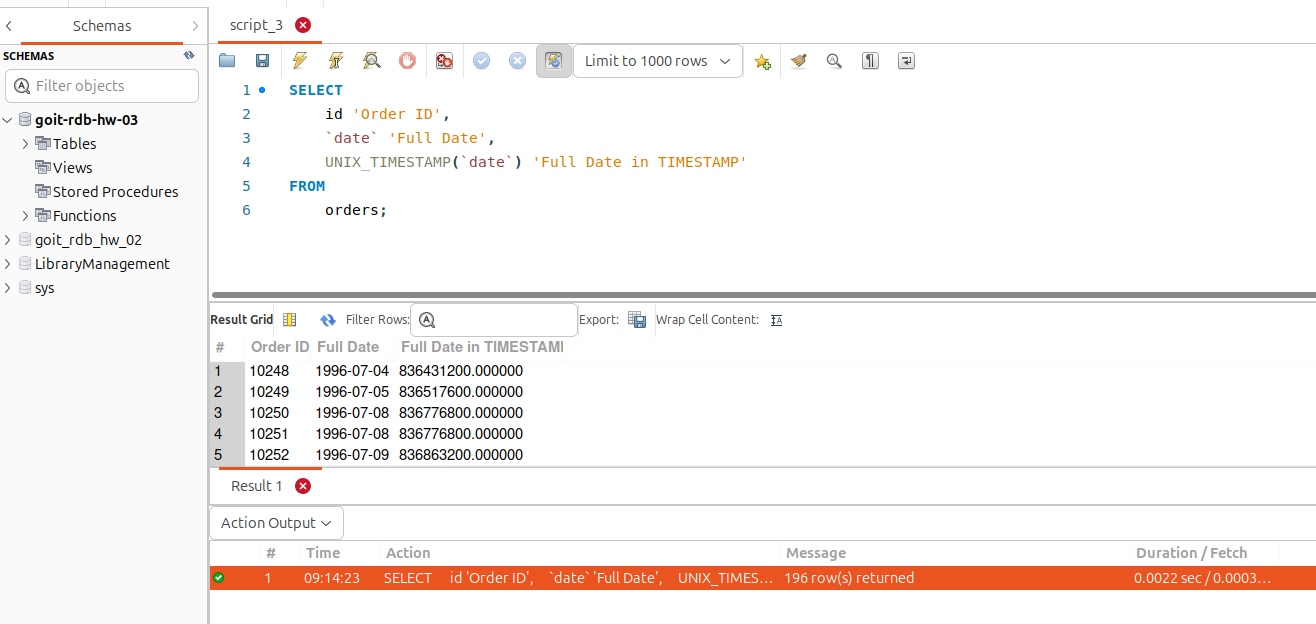 Schemas
script_3
SCHEMAS
Filter objects
goit-rdb-hw-03
Tables
Views
Stored Procedures
Functions
goit_rdb_hw_02
LibraryManagement
sys
Limit to 1000 rows
1 SELECT
2 id 'Order ID',
3 `date` 'Full Date',
4 UNIX_TIMESTAMP(`date`) 'Full Date in TIMESTAMP'
5 FROM
6 orders;
Result Grid Filter Rows: Export: Wrap Cell Content:
# Order ID Full Date Full Date in TIMESTAM
1 10248 1996-07-04 836431200.000000
2 10249 1996-07-05 836517600.000000
3 10250 1996-07-08 836776800.000000
4 10251 1996-07-08 836776800.000000
5 10252 1996-07-09 836863200.000000
Result 1
Action Output
# Time Action Message Duration / Fetch
1 09:14:23 SELECT id 'Order ID', `date` 'Full Date', UNIX_TIMES... 196 row(s) returned 0.0022 sec / 0.0003...